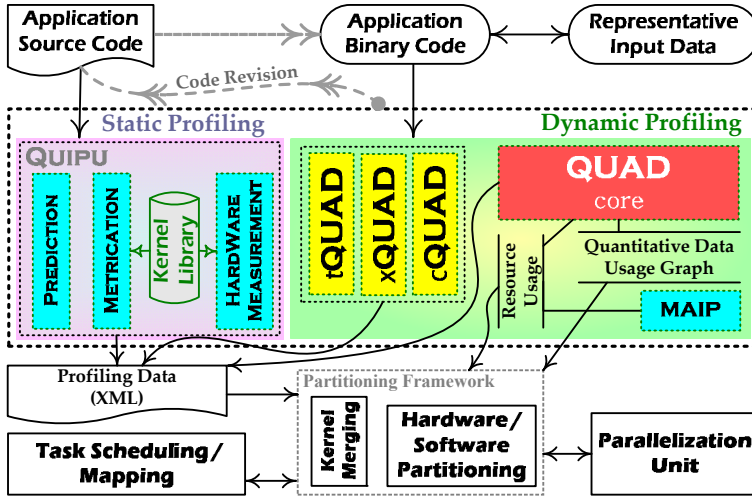 Application
Source Code
Application
Binary Code
Representative
Input Data
Code Revision
Static Profiling
Dynamic Profiling
QUIPU
PREDICTION
METRICATION
Kernel
Library
HARDWARE
MEASUREMENT
tQUAD
xQUAD
cQUAD
QUAD
core
Resource
Usage
Quantitative Data
Usage Graph
MAIP
Profiling Data
(XML)
Partitioning Framework
Kernel
Merging
Hardware/
Software
Partitioning
Task Scheduling/
Mapping
Parallelization
Unit